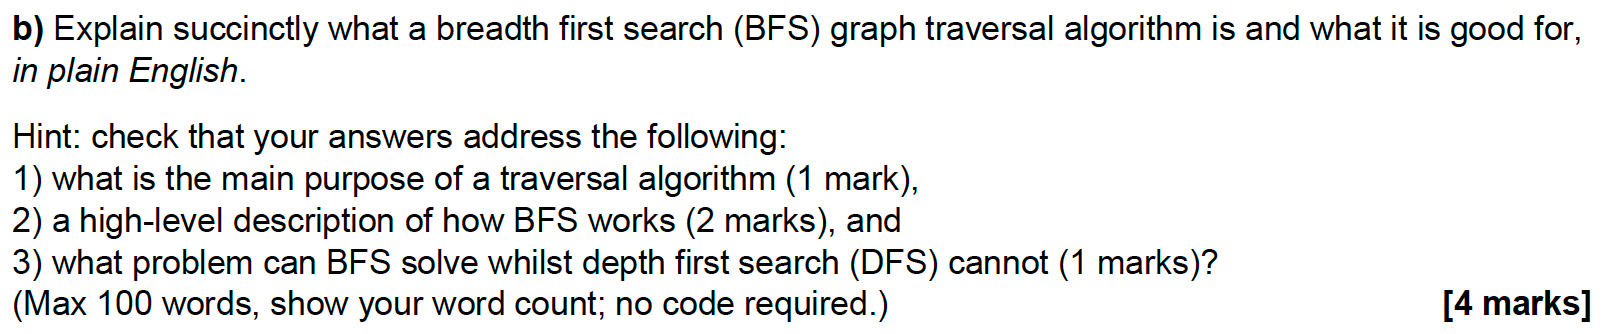 b) Explain succinctly what a breadth first search (BFS) graph traversal algorithm is and what it is good for,
in plain English.
Hint: check that your answers address the following:
1) what is the main purpose of a traversal algorithm (1 mark),
2) a high-level description of how BFS works (2 marks), and
3) what problem can BFS solve whilst depth first search (DFS) cannot (1 marks)?
(Max 100 words, show your word count; no code required.) [4 marks]